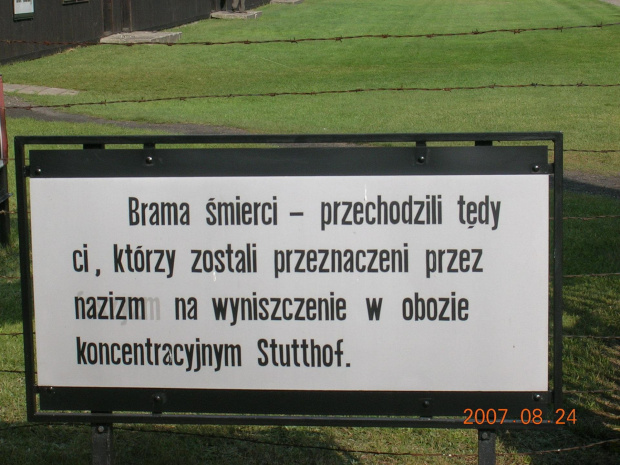 Brama śmierci – przechodzili tędy
ci, którzy zostali przeznaczeni przez
nazizm na wyniszczenie w obozie
koncentracyjnym Stutthof.
2007 08 24